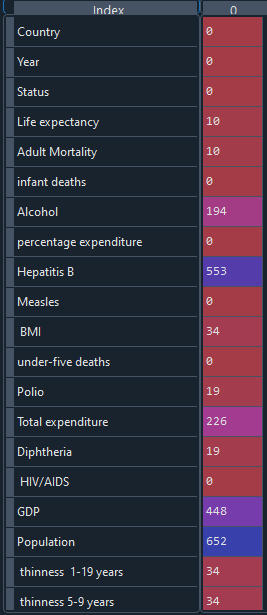 Index 0
Country 0
Year 0
Status 0
Life expectancy 10
Adult Mortality 10
infant deaths 0
Alcohol 194
percentage expenditure 0
Hepatitis B 553
Measles 0
BMI 34
under-five deaths 0
Polio 19
Total expenditure 226
Diphtheria 19
HIV/AIDS 0
GDP 448
Population 652
thinness  1-19 years 34
thinness 5-9 years 34